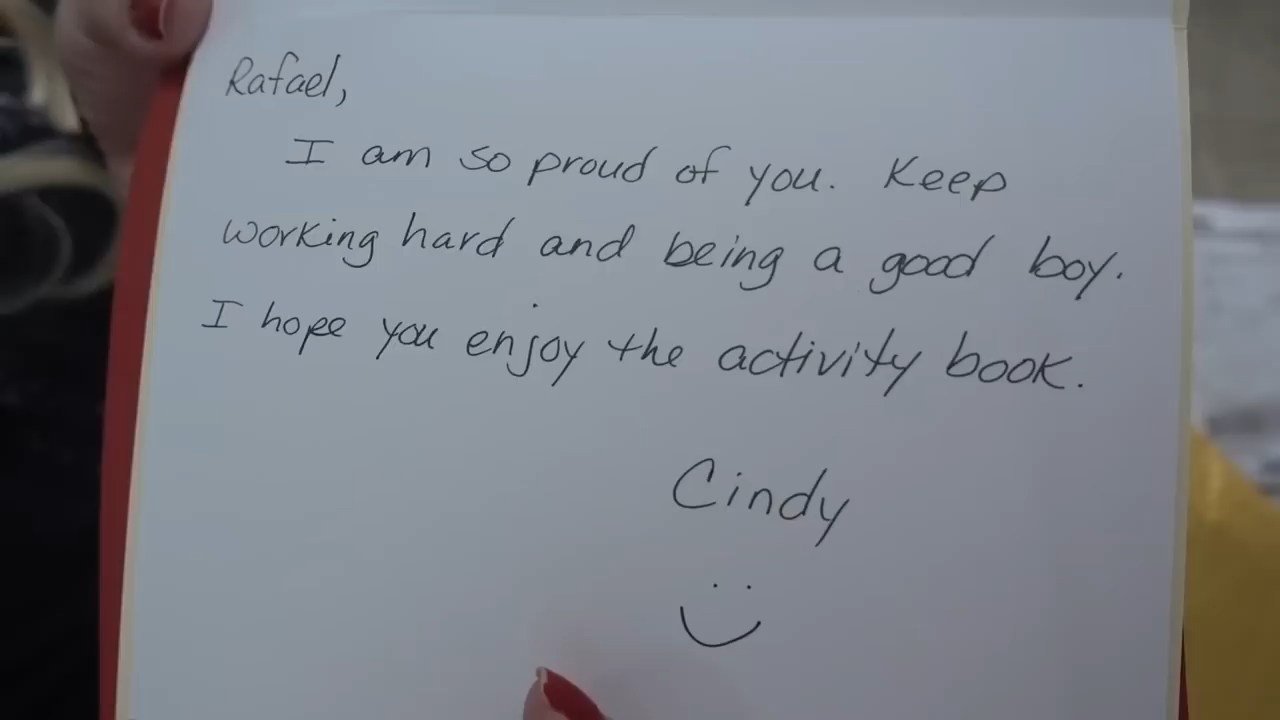 Rafael,
I am so proud of you. Keep
working hard and being a good boy.
I hope you enjoy the activity book.
Cindy